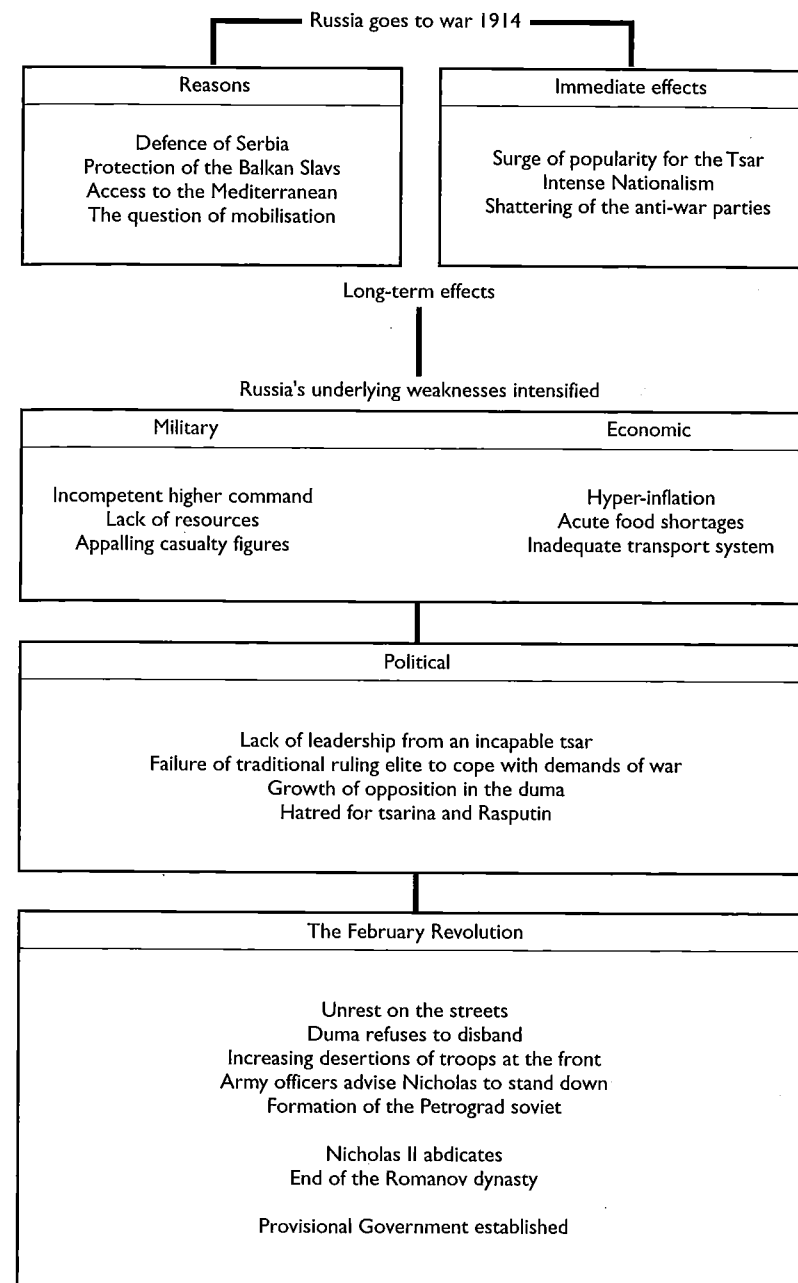 Russia goes to war 1914
Reasons
Defence of Serbia
Protection of the Balkan Slavs
Access to the Mediterranean
The question of mobilisation
Immediate effects
Surge of popularity for the Tsar
Intense Nationalism
Shattering of the anti-war parties
Long-term effects
Russia's underlying weaknesses intensified
Military
Incompetent higher command
Lack of resources
Appalling casualty figures
Economic
Hyper-inflation
Acute food shortages
Inadequate transport system
Political
Lack of leadership from an incapable tsar
Failure of traditional ruling elite to cope with demands of war
Growth of opposition in the duma
Hatred for tsarina and Rasputin
The February Revolution
Unrest on the streets
Duma refuses to disband
Increasing desertions of troops at the front
Army officers advise Nicholas to stand down
Formation of the Petrograd soviet
Nicholas II abdicates
End of the Romanov dynasty
Provisional Government established